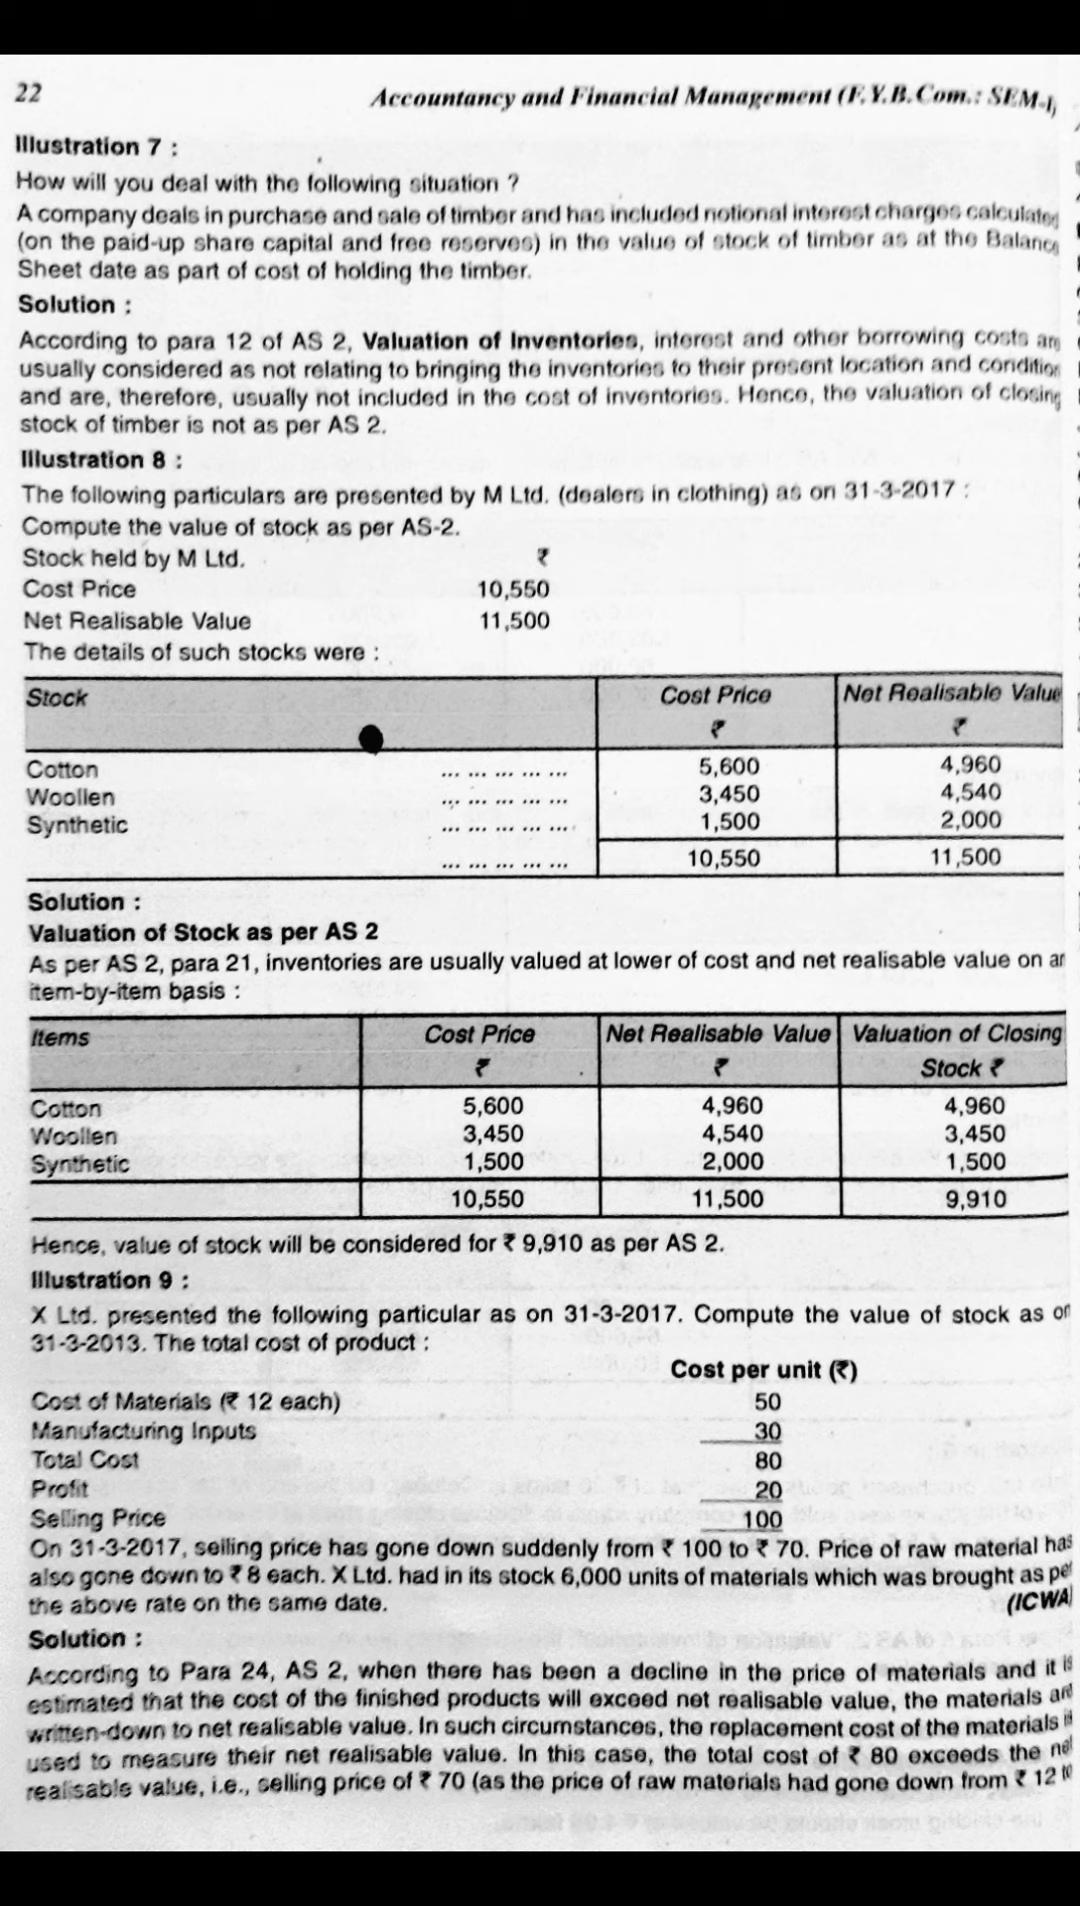 22
Accountancy and Financial Management (F.Y.B.Com.: SEM-I)
Illustration 7 :
How will you deal with the following situation ?
A company deals in purchase and sale of timber and has included notional interest charges calculated
(on the paid-up share capital and free reserves) in the value of stock of timber as at the Balance
Sheet date as part of cost of holding the timber.
Solution :
According to para 12 of AS 2, Valuation of Inventories, interest and other borrowing costs are
usually considered as not relating to bringing the inventories to their present location and condition
and are, therefore, usually not included in the cost of inventories. Hence, the valuation of closing
stock of timber is not as per AS 2.
Illustration 8 :
The following particulars are presented by M Ltd. (dealers in clothing) as on 31-3-2017 :
Compute the value of stock as per AS-2.
Stock held by M Ltd. ₹
Cost Price 10,550
Net Realisable Value 11,500
The details of such stocks were :
Stock Cost Price Net Realisable Value
₹ ₹
Cotton ... ... ... ... ... 5,600 4,960
Woollen ... ... ... ... ... 3,450 4,540
Synthetic ... ... ... ... ... 1,500 2,000
... ... ... ... ... 10,550 11,500
Solution :
Valuation of Stock as per AS 2
As per AS 2, para 21, inventories are usually valued at lower of cost and net realisable value on an
item-by-item basis :
Items Cost Price Net Realisable Value Valuation of Closing
₹ ₹ Stock ₹
Cotton 5,600 4,960 4,960
Woollen 3,450 4,540 3,450
Synthetic 1,500 2,000 1,500
10,550 11,500 9,910
Hence, value of stock will be considered for ₹ 9,910 as per AS 2.
Illustration 9 :
X Ltd. presented the following particular as on 31-3-2017. Compute the value of stock as on
31-3-2013. The total cost of product :
Cost per unit (₹)
Cost of Materials (₹ 12 each) 50
Manufacturing Inputs 30
Total Cost 80
Profit 20
Selling Price 100
On 31-3-2017, selling price has gone down suddenly from ₹ 100 to ₹ 70. Price of raw material has
also gone down to ₹ 8 each. X Ltd. had in its stock 6,000 units of materials which was brought as per
the above rate on the same date. (ICWA)
Solution :
According to Para 24, AS 2, when there has been a decline in the price of materials and it is
estimated that the cost of the finished products will exceed net realisable value, the materials are
written-down to net realisable value. In such circumstances, the replacement cost of the materials is
used to measure their net realisable value. In this case, the total cost of ₹ 80 exceeds the net
realisable value, i.e., selling price of ₹ 70 (as the price of raw materials had gone down from ₹ 12 to